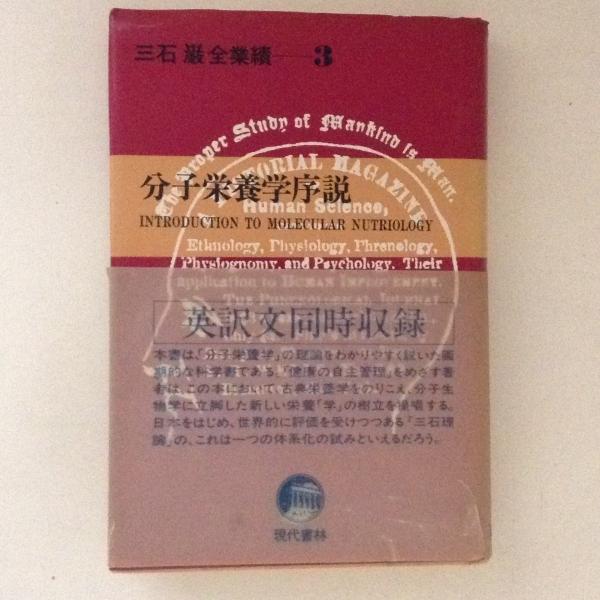 三石 巌全業績——3
The Proper Study of Mankind is Man.
PICTORIAL MAGAZINE
分子栄養学序説
Human Science,
INTRODUCTION TO MOLECULAR NUTRIOLOGY
Ethnology, Physiology, Phrenology,
Physiognomy, and Psychology. Their
application to HUMAN IMPROVEMENT.
THE PHRENOLOGICAL JOURNAL
英訳文同時収録
本書は、「分子栄養学」の理論をわかりやすく説いた画
期的な科学書である。「健康の自主管理」をめざす著
者は、この本において、古典栄養学をのりこえ、分子生
物学に立脚した新しい栄養「学」の樹立を提唱する。
日本をはじめ、世界的に評価を受けつつある『三石理
論』の、これは一つの体系化の試みといえるだろう。
現代書林